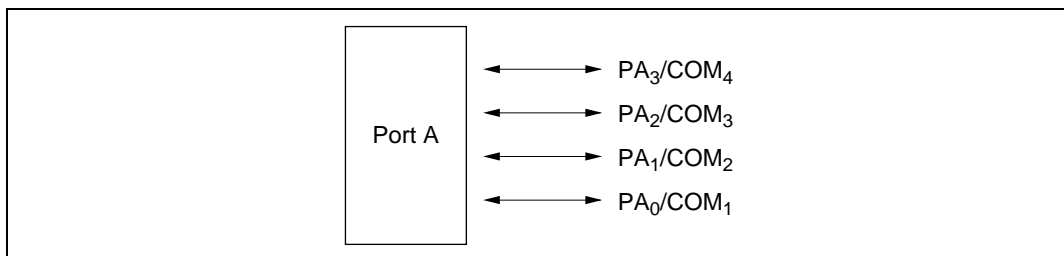 PA₃/COM₄
PA₂/COM₃
Port A
PA₁/COM₂
PA₀/COM₁